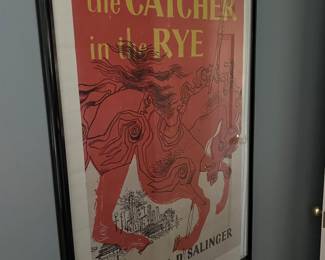 the CATCHER
in the RYE
SALINGER